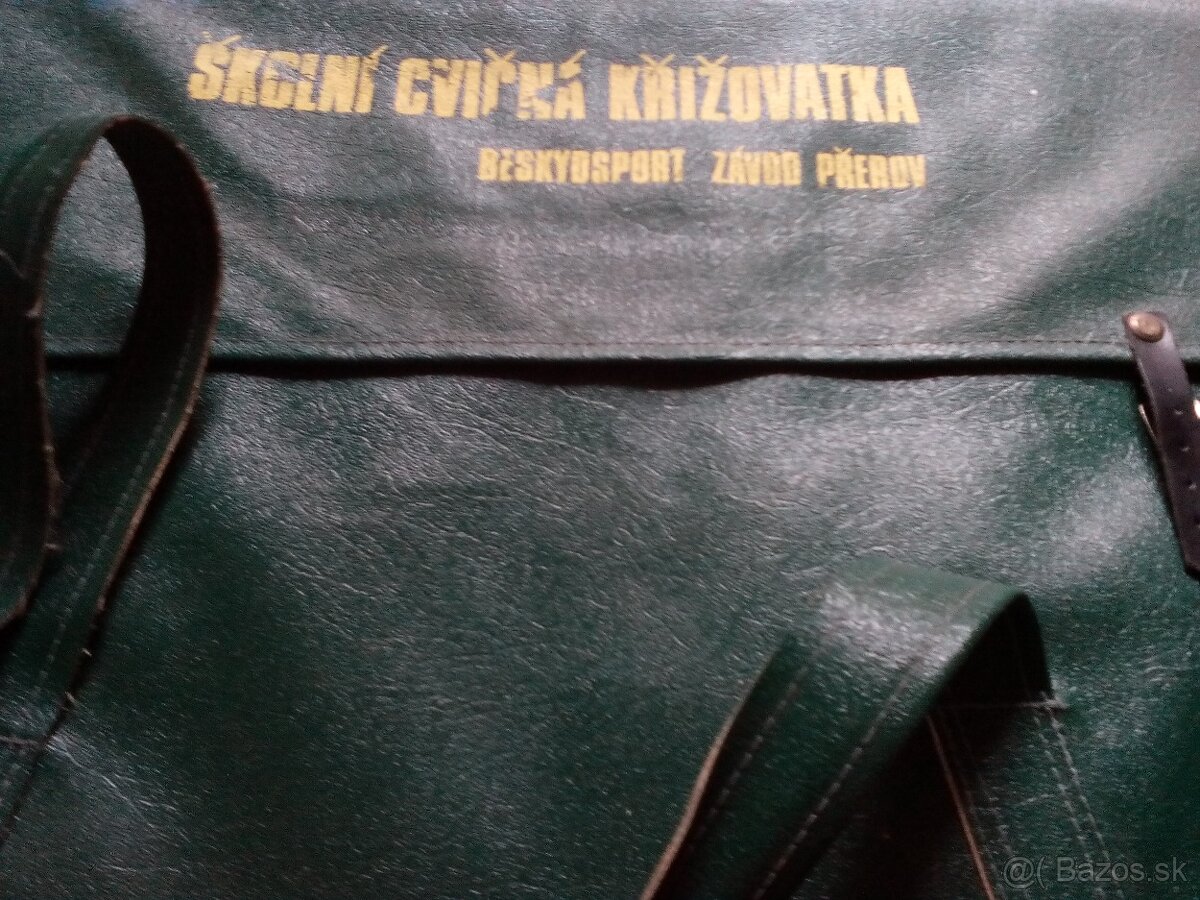 ŠKOLNÍ CVIČNÁ KŘIŽOVATKA
BESKYDSPORT ZÁVOD PŘEROV
@( Bazos.sk